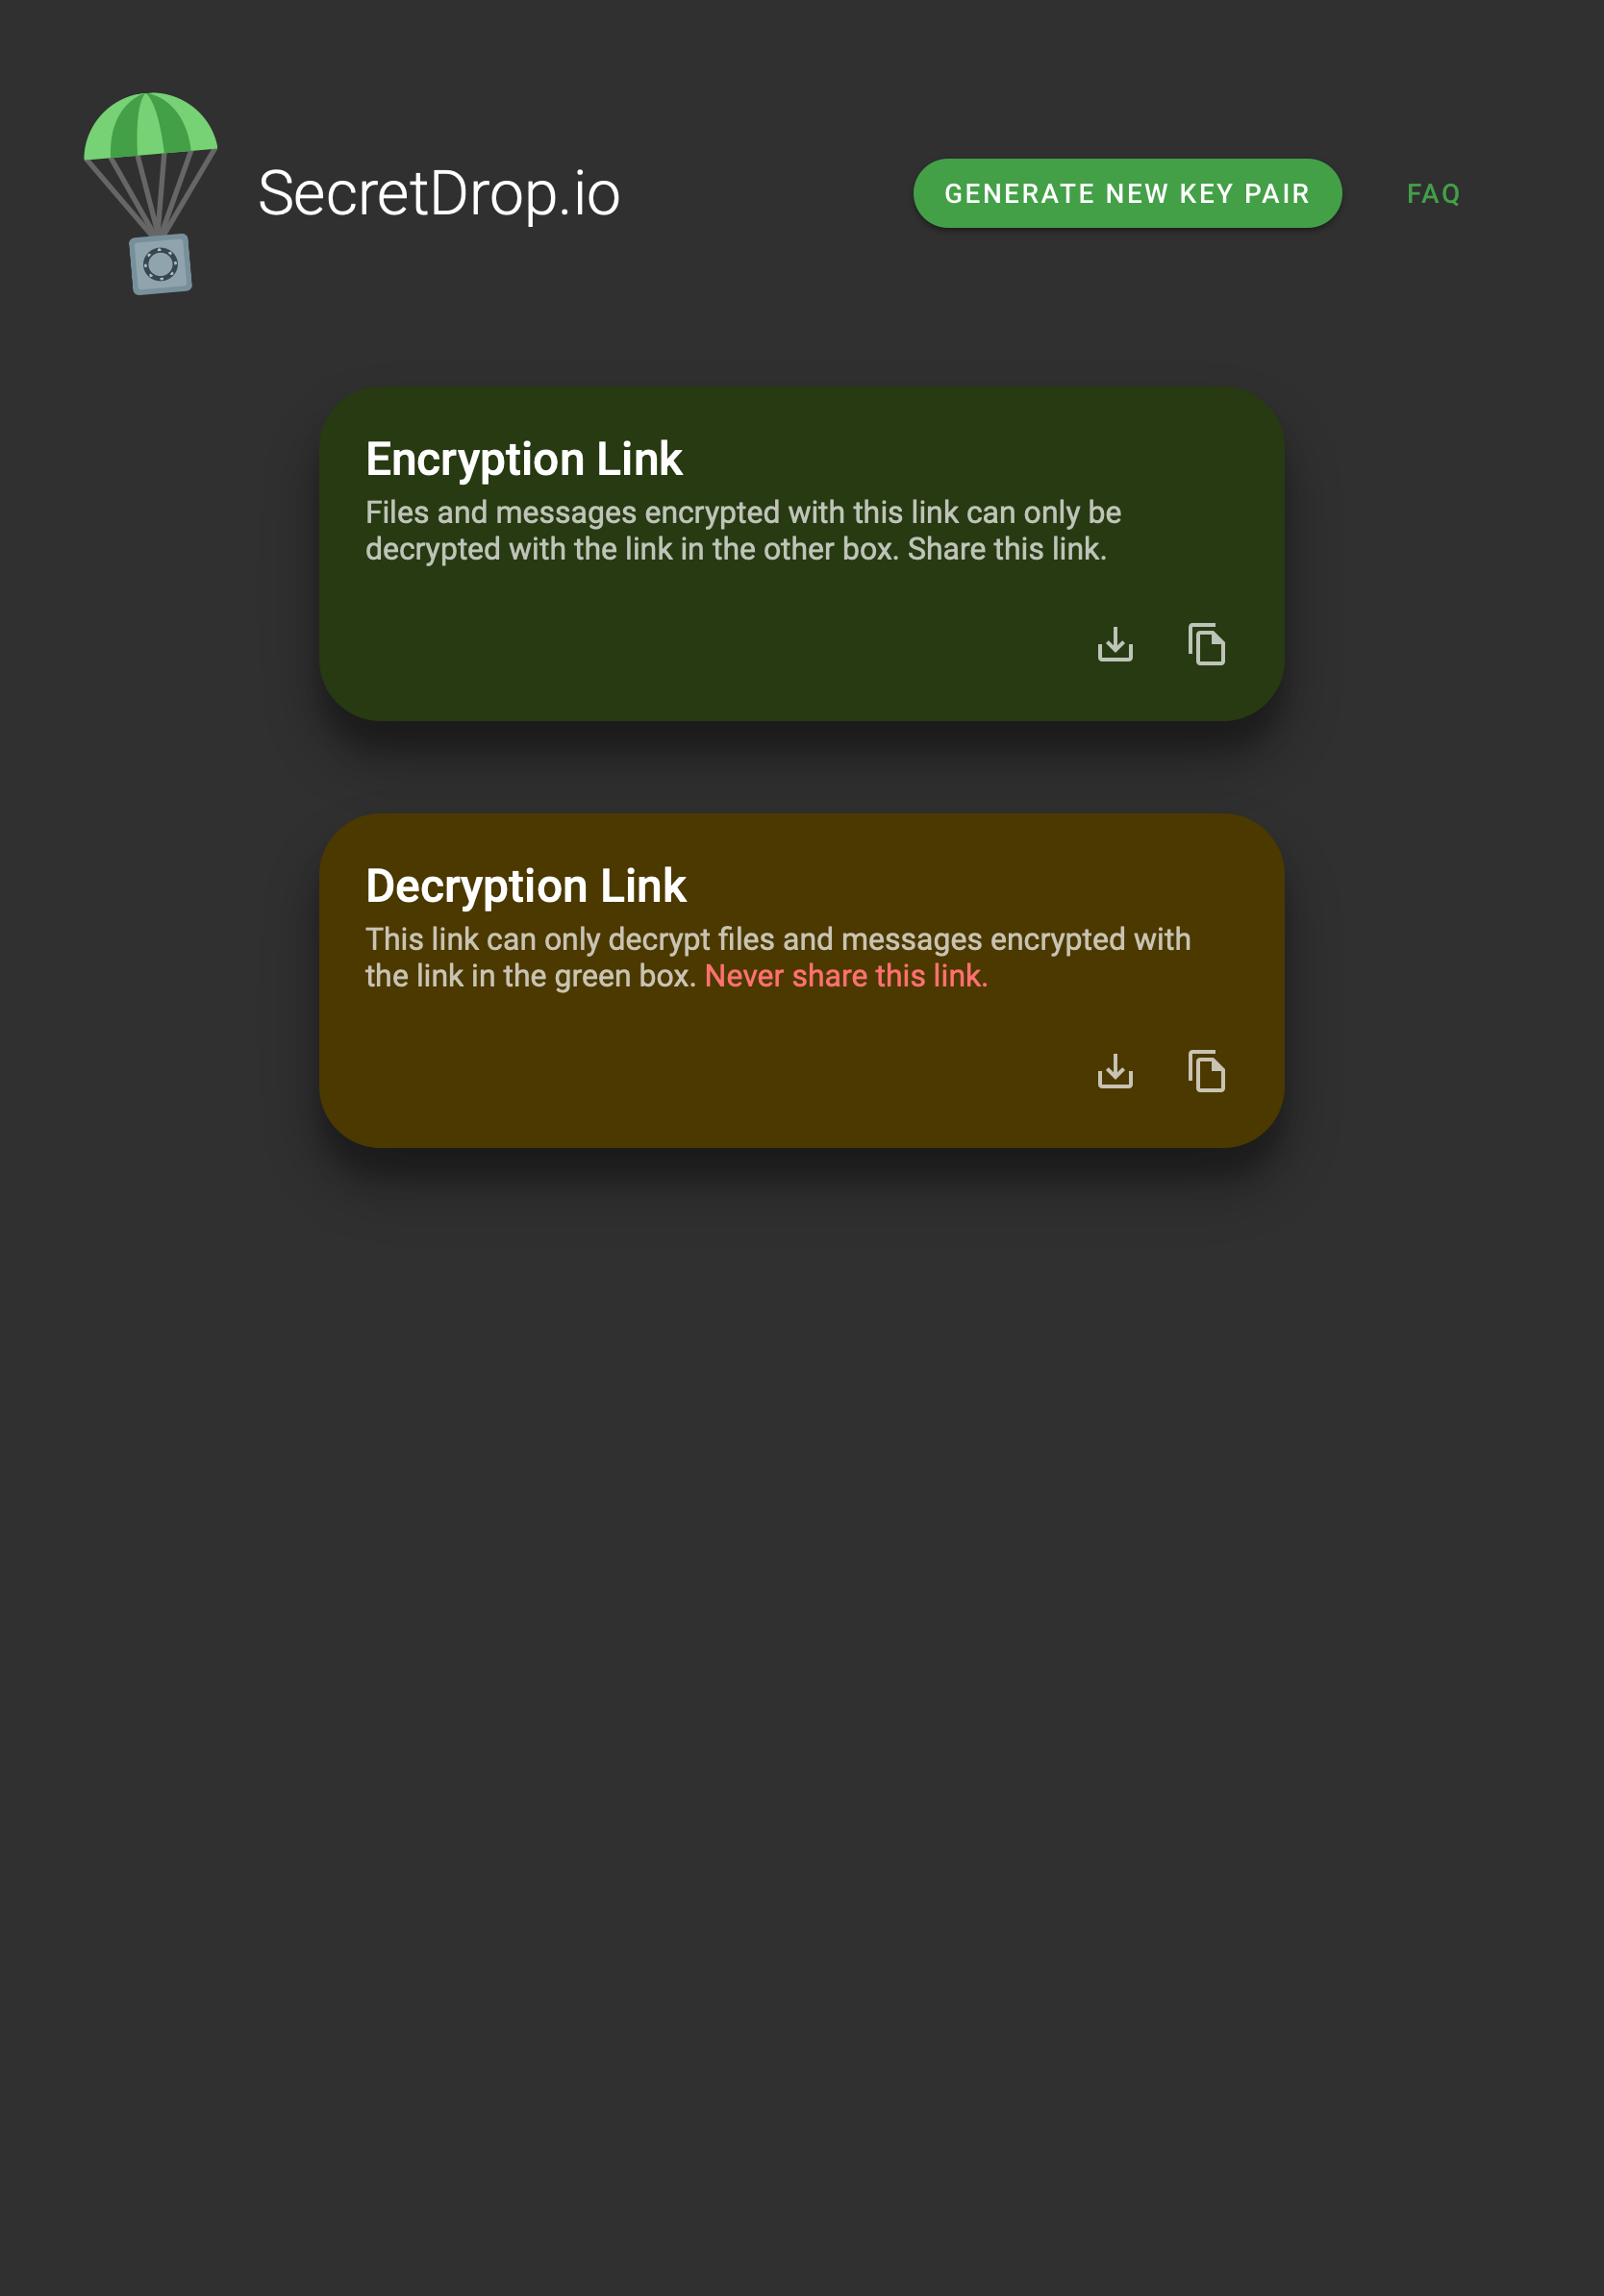 SecretDrop.io
GENERATE NEW KEY PAIR
FAQ
Encryption Link
Files and messages encrypted with this link can only be
decrypted with the link in the other box. Share this link.
Decryption Link
This link can only decrypt files and messages encrypted with
the link in the green box. Never share this link.